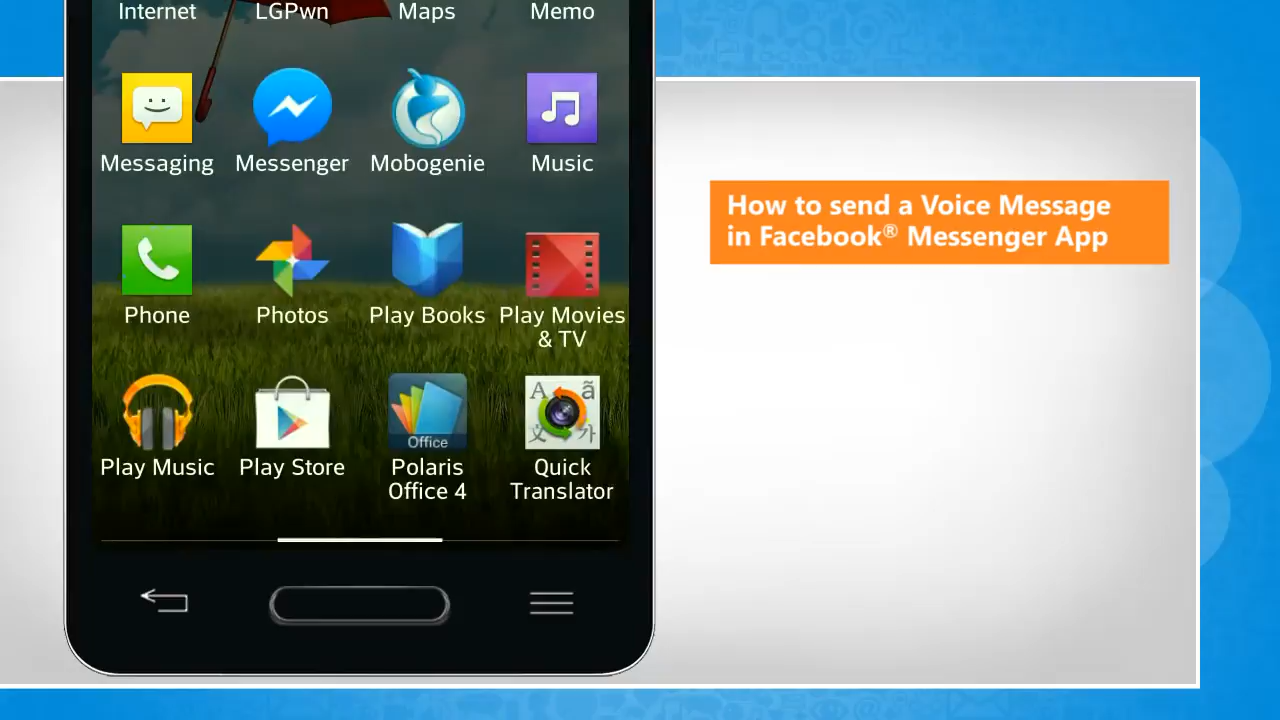 Internet LGPwn Maps Memo
Messaging Messenger Mobogenie Music
Phone Photos Play Books Play Movies
& TV
Office
Play Music Play Store Polaris Quick
Office 4 Translator
How to send a Voice Message
in Facebook® Messenger App